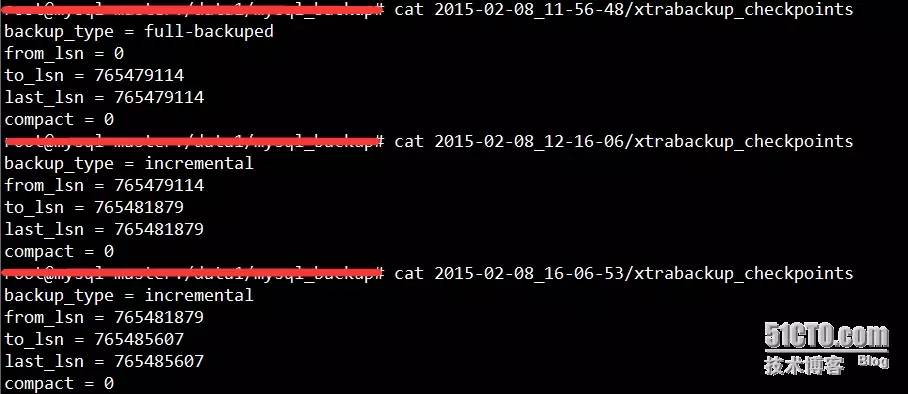 # cat 2015-02-08_11-56-48/xtrabackup_checkpoints
backup_type = full-backuped
from_lsn = 0
to_lsn = 765479114
last_lsn = 765479114
compact = 0
# cat 2015-02-08_12-16-06/xtrabackup_checkpoints
backup_type = incremental
from_lsn = 765479114
to_lsn = 765481879
last_lsn = 765481879
compact = 0
# cat 2015-02-08_16-06-53/xtrabackup_checkpoints
backup_type = incremental
from_lsn = 765481879
to_lsn = 765485607
last_lsn = 765485607
compact = 0
51CTO.com
技术博客 Blog